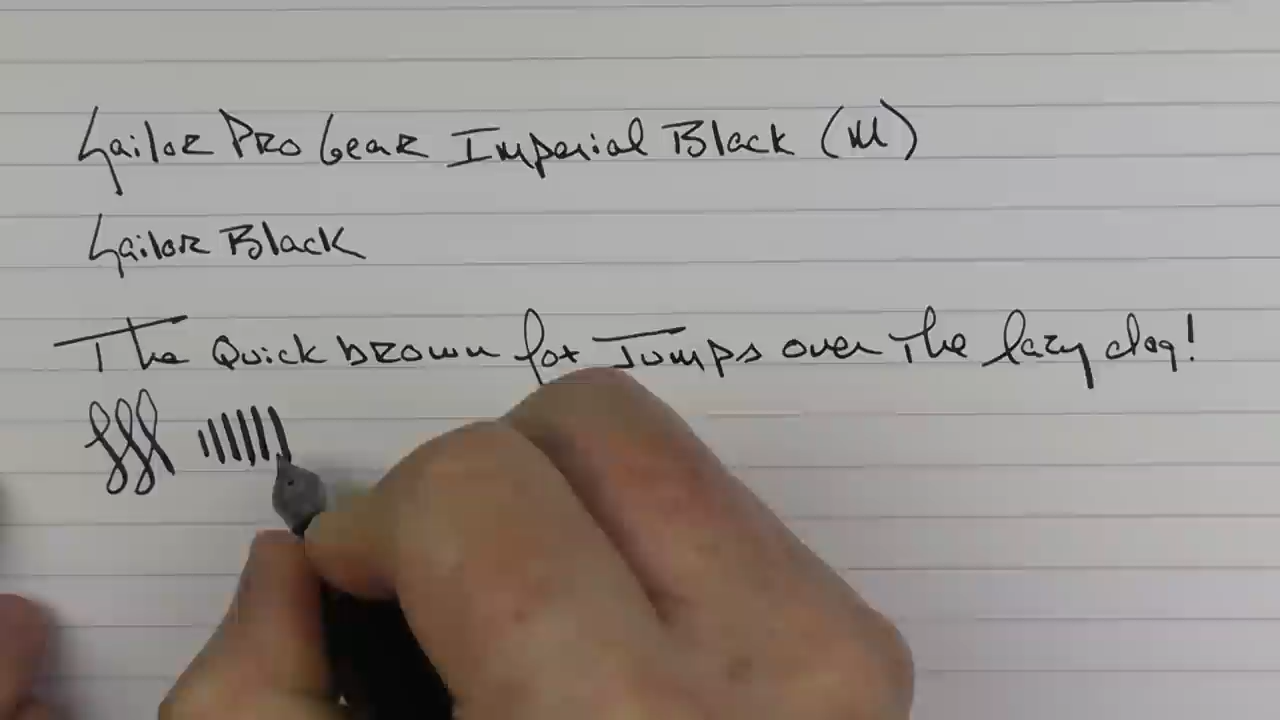 Sailor Pro Gear Imperial Black (M)
Sailor Black
The Quick brown fox Jumps over The lazy dog!